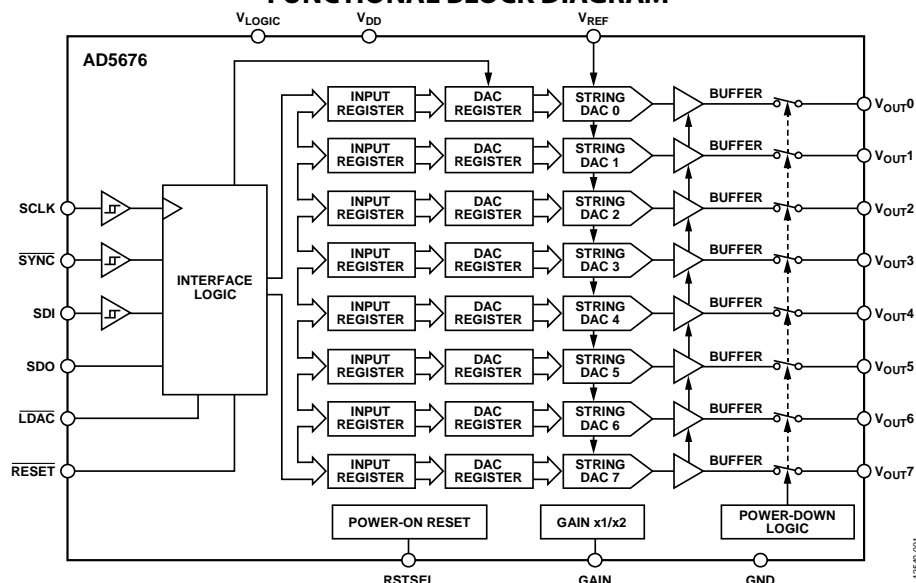 FUNCTIONAL BLOCK DIAGRAM
VLOGIC VDD VREF
AD5676
INPUT REGISTER DAC REGISTER STRING DAC 0 BUFFER VOUT0
INPUT REGISTER DAC REGISTER STRING DAC 1 BUFFER VOUT1
SCLK INPUT REGISTER DAC REGISTER STRING DAC 2 BUFFER VOUT2
SYNC INPUT REGISTER DAC REGISTER STRING DAC 3 BUFFER VOUT3
INTERFACE LOGIC
SDI INPUT REGISTER DAC REGISTER STRING DAC 4 BUFFER VOUT4
SDO INPUT REGISTER DAC REGISTER STRING DAC 5 BUFFER VOUT5
LDAC INPUT REGISTER DAC REGISTER STRING DAC 6 BUFFER VOUT6
RESET INPUT REGISTER DAC REGISTER STRING DAC 7 BUFFER VOUT7
POWER-ON RESET GAIN x1/x2 POWER-DOWN LOGIC
RSTSEL GAIN GND